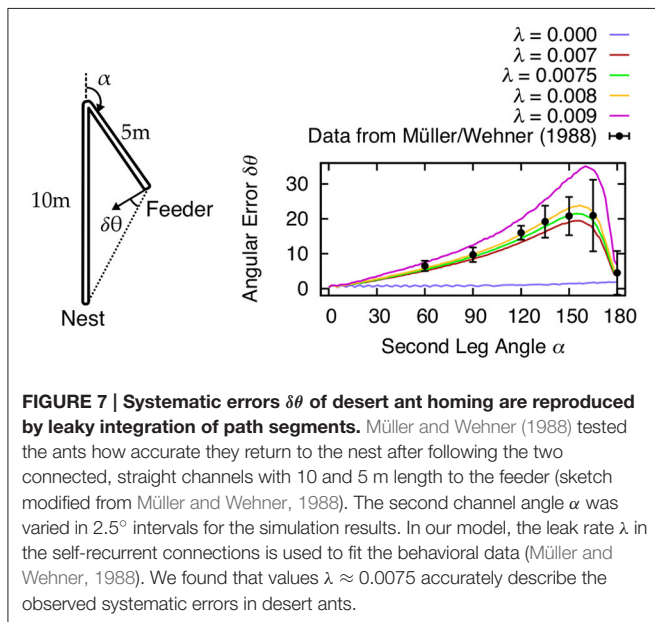 α
5m
10m
δθ
Feeder
Nest
λ = 0.000
λ = 0.007
λ = 0.0075
λ = 0.008
λ = 0.009
Data from Müller/Wehner (1988)
Angular Error δθ
30
20
10
0
0 30 60 90 120 150 180
Second Leg Angle α
FIGURE 7 | Systematic errors δθ of desert ant homing are reproduced
by leaky integration of path segments. Müller and Wehner (1988) tested
the ants how accurate they return to the nest after following the two
connected, straight channels with 10 and 5 m length to the feeder (sketch
modified from Müller and Wehner, 1988). The second channel angle α was
varied in 2.5° intervals for the simulation results. In our model, the leak rate λ in
the self-recurrent connections is used to fit the behavioral data (Müller and
Wehner, 1988). We found that values λ ≈ 0.0075 accurately describe the
observed systematic errors in desert ants.